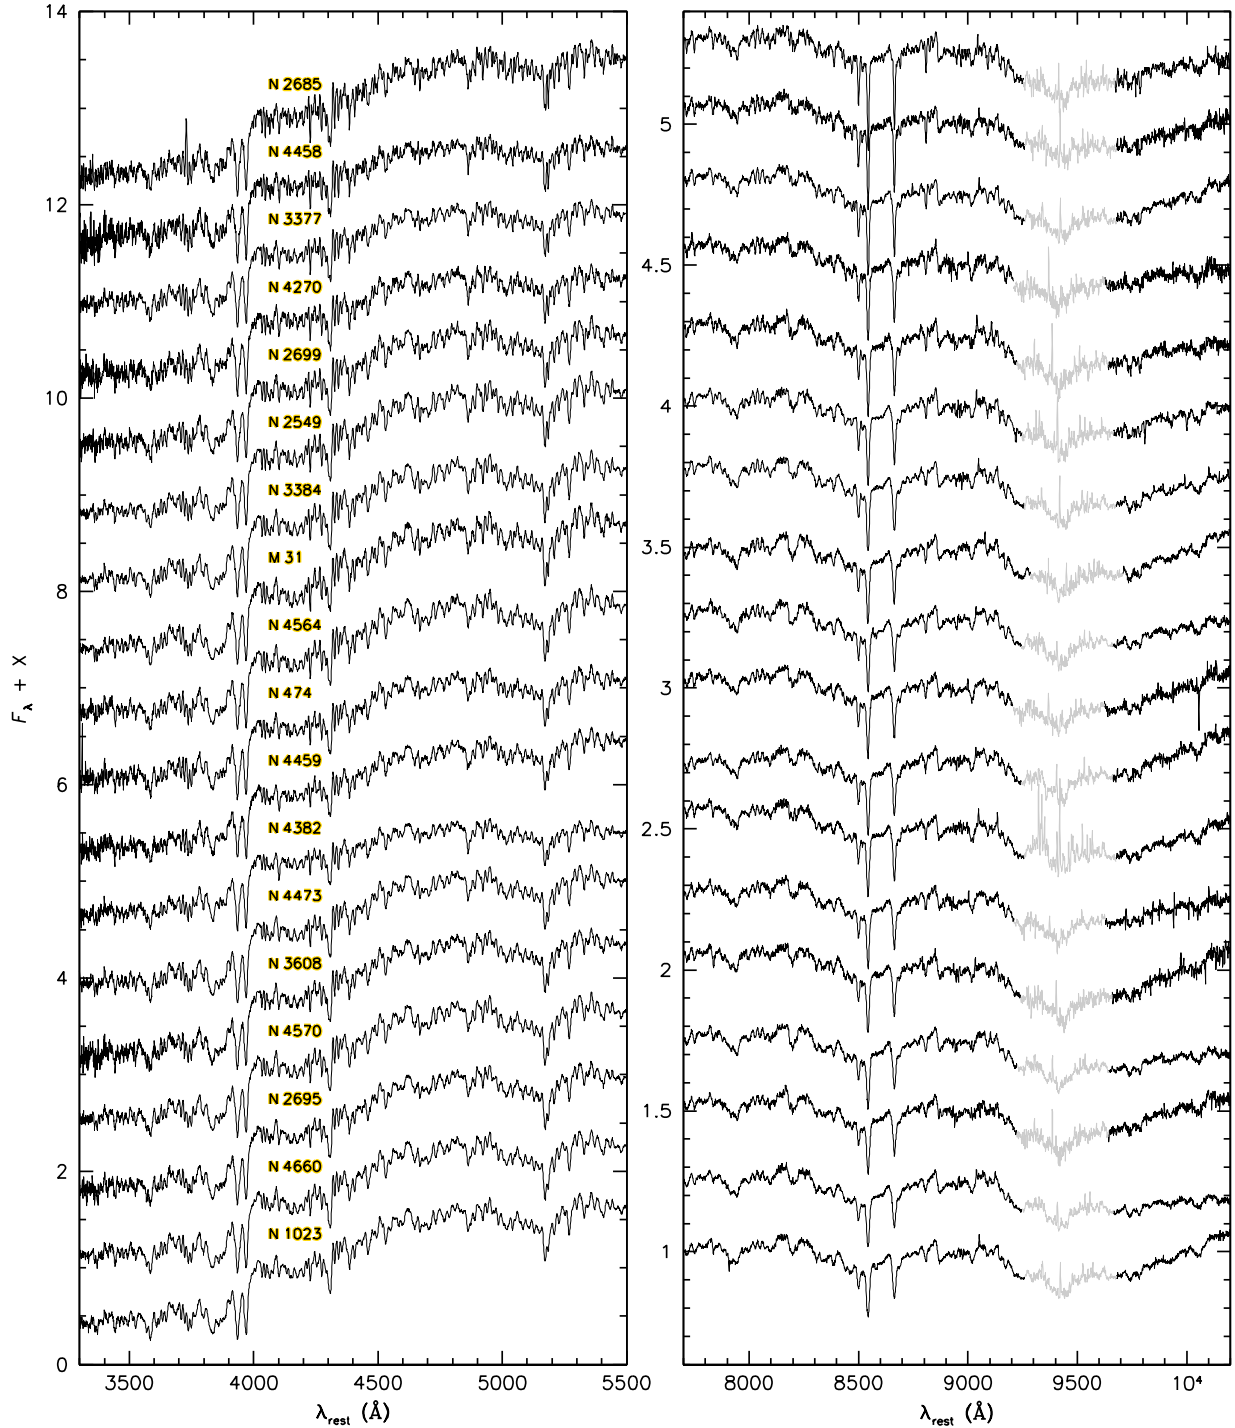 14
12
10
8
6
4
2
0
F_λ + X
N 2685
N 4458
N 3377
N 4270
N 2699
N 2549
N 3384
M 31
N 4564
N 474
N 4459
N 4382
N 4473
N 3608
N 4570
N 2695
N 4660
N 1023
3500 4000 4500 5000 5500
λ_rest (Å)
5
4.5
4
3.5
3
2.5
2
1.5
1
8000 8500 9000 9500 10⁴
λ_rest (Å)